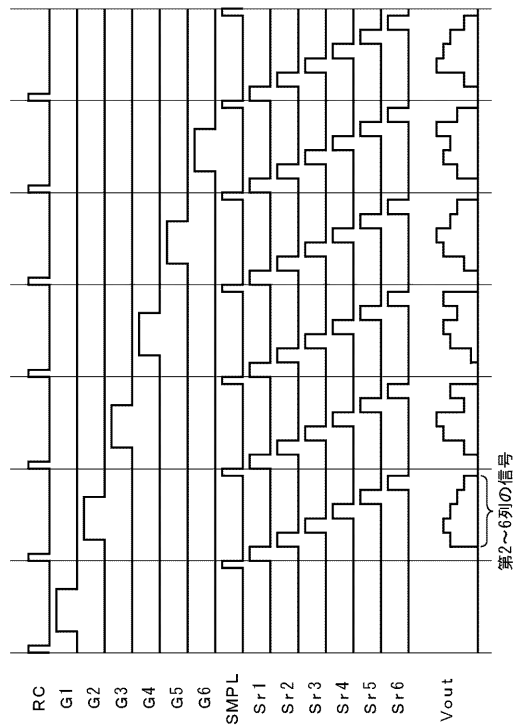 RC
G1
G2
G3
G4
G5
G6
SMPL
Sr1
Sr2
Sr3
Sr4
Sr5
Sr6
Vout
第2～6列の信号